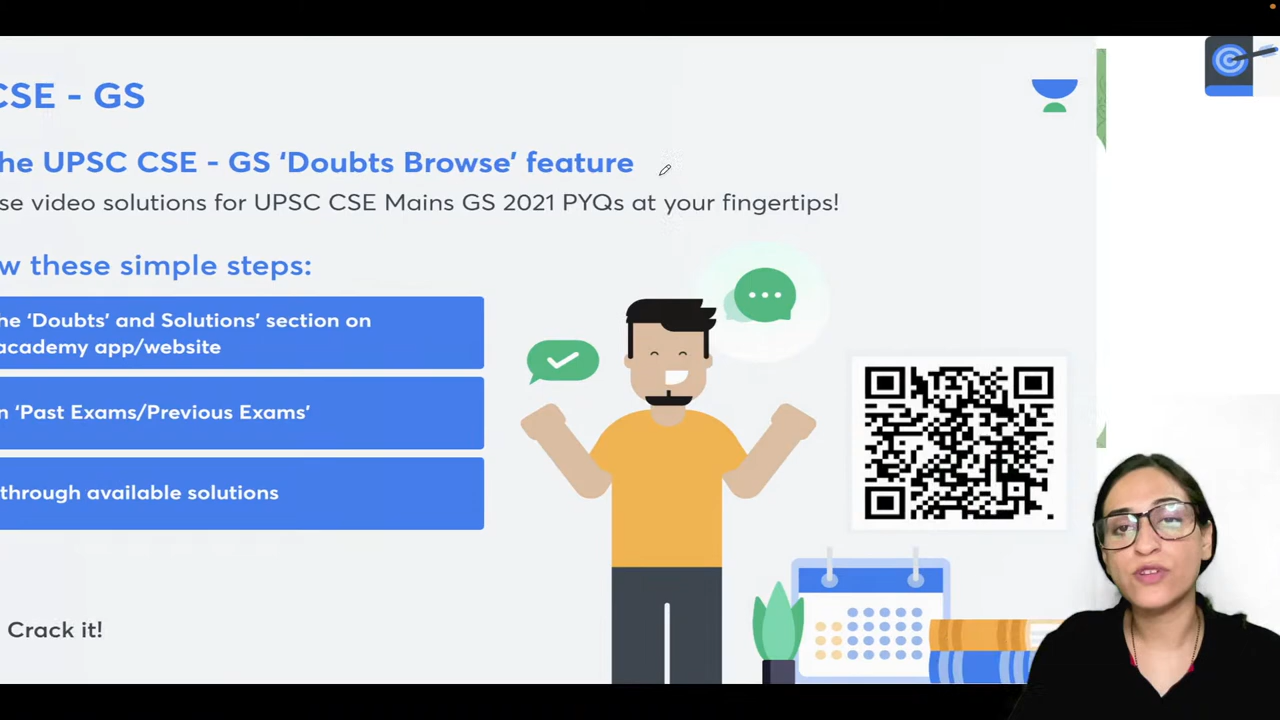 CSE - GS
he UPSC CSE - GS ‘Doubts Browse’ feature
se video solutions for UPSC CSE Mains GS 2021 PYQs at your fingertips!
w these simple steps:
he ‘Doubts’ and Solutions’ section on
academy app/website
n ‘Past Exams/Previous Exams’
through available solutions
Crack it!